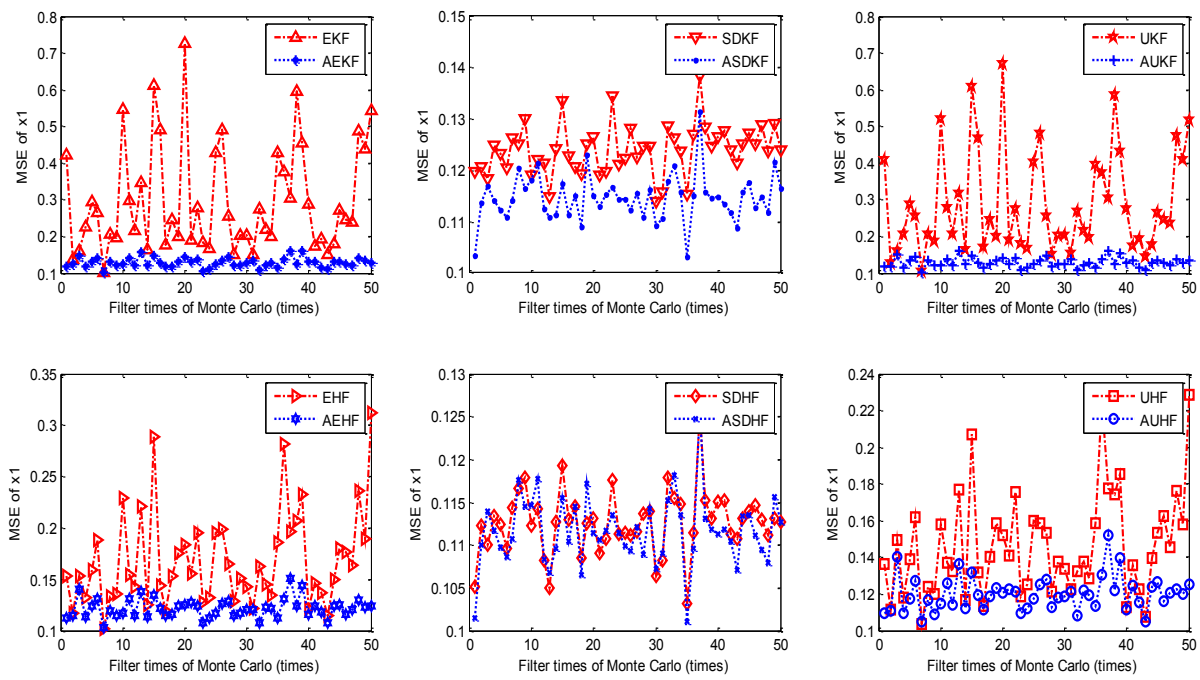 0.8
0.7
0.6
0.5
0.4
0.3
0.2
0.1
MSE of x1
EKF
AEKF
0 10 20 30 40 50
Filter times of Monte Carlo (times)
0.15
0.14
0.13
0.12
0.11
0.1
MSE of x1
SDKF
ASDKF
0 10 20 30 40 50
Filter times of Monte Carlo (times)
0.8
0.7
0.6
0.5
0.4
0.3
0.2
0.1
MSE of x1
UKF
AUKF
0 10 20 30 40 50
Filter times of Monte Carlo (times)
0.35
0.3
0.25
0.2
0.15
0.1
MSE of x1
EHF
AEHF
0 10 20 30 40 50
Filter times of Monte Carlo (times)
0.13
0.125
0.12
0.115
0.11
0.105
0.1
MSE of x1
SDHF
ASDHF
0 10 20 30 40 50
Filter times of Monte Carlo (times)
0.24
0.22
0.2
0.18
0.16
0.14
0.12
0.1
MSE of x1
UHF
AUHF
0 10 20 30 40 50
Filter times of Monte Carlo (times)